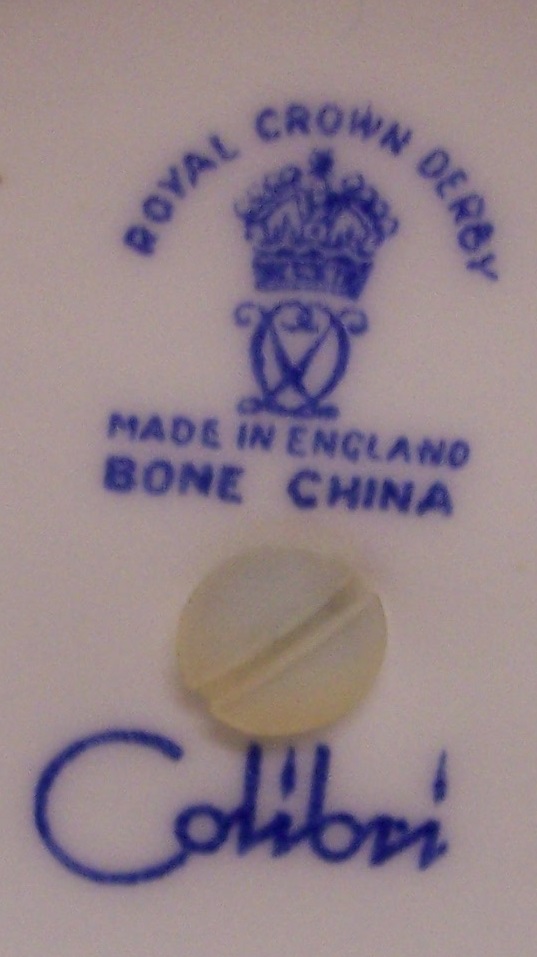 ROYAL CROWN DERBY
MADE IN ENGLAND
BONE CHINA
Colibri